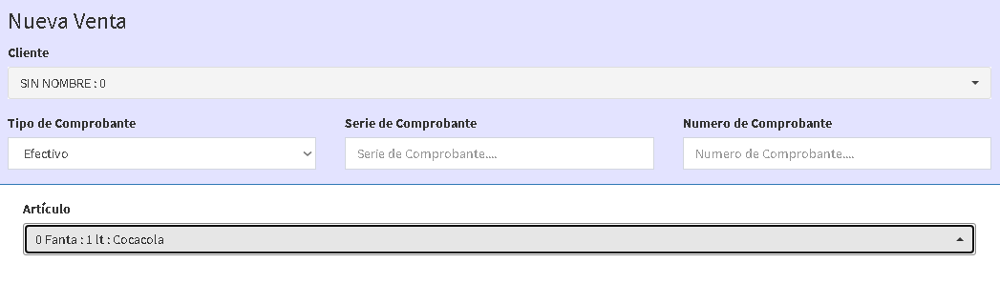 Nueva Venta
Cliente
SIN NOMBRE : 0
Tipo de Comprobante
Serie de Comprobante
Numero de Comprobante
Efectivo
Serie de Comprobante....
Numero de Comprobante....
Artículo
0 Fanta : 1 lt : Cocacola